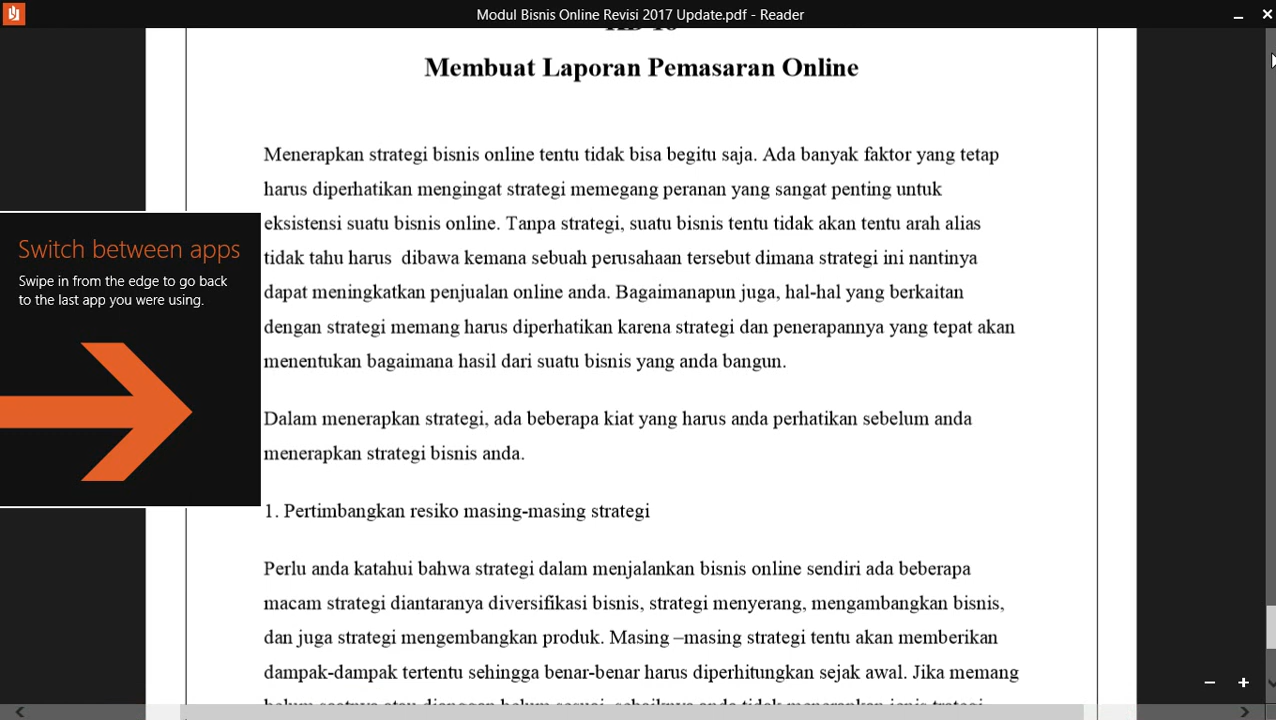 Modul Bisnis Online Revisi 2017 Update.pdf - Reader
Membuat Laporan Pemasaran Online
Menerapkan strategi bisnis online tentu tidak bisa begitu saja. Ada banyak faktor yang tetap
harus diperhatikan mengingat strategi memegang peranan yang sangat penting untuk
eksistensi suatu bisnis online. Tanpa strategi, suatu bisnis tentu tidak akan tentu arah alias
tidak tahu harus  dibawa kemana sebuah perusahaan tersebut dimana strategi ini nantinya
dapat meningkatkan penjualan online anda. Bagaimanapun juga, hal-hal yang berkaitan
dengan strategi memang harus diperhatikan karena strategi dan penerapannya yang tepat akan
menentukan bagaimana hasil dari suatu bisnis yang anda bangun.
Dalam menerapkan strategi, ada beberapa kiat yang harus anda perhatikan sebelum anda
menerapkan strategi bisnis anda.
1. Pertimbangkan resiko masing-masing strategi
Perlu anda katahui bahwa strategi dalam menjalankan bisnis online sendiri ada beberapa
macam strategi diantaranya diversifikasi bisnis, strategi menyerang, mengambangkan bisnis,
dan juga strategi mengembangkan produk. Masing –masing strategi tentu akan memberikan
dampak-dampak tertentu sehingga benar-benar harus diperhitungkan sejak awal. Jika memang
Switch between apps
Swipe in from the edge to go back
to the last app you were using.